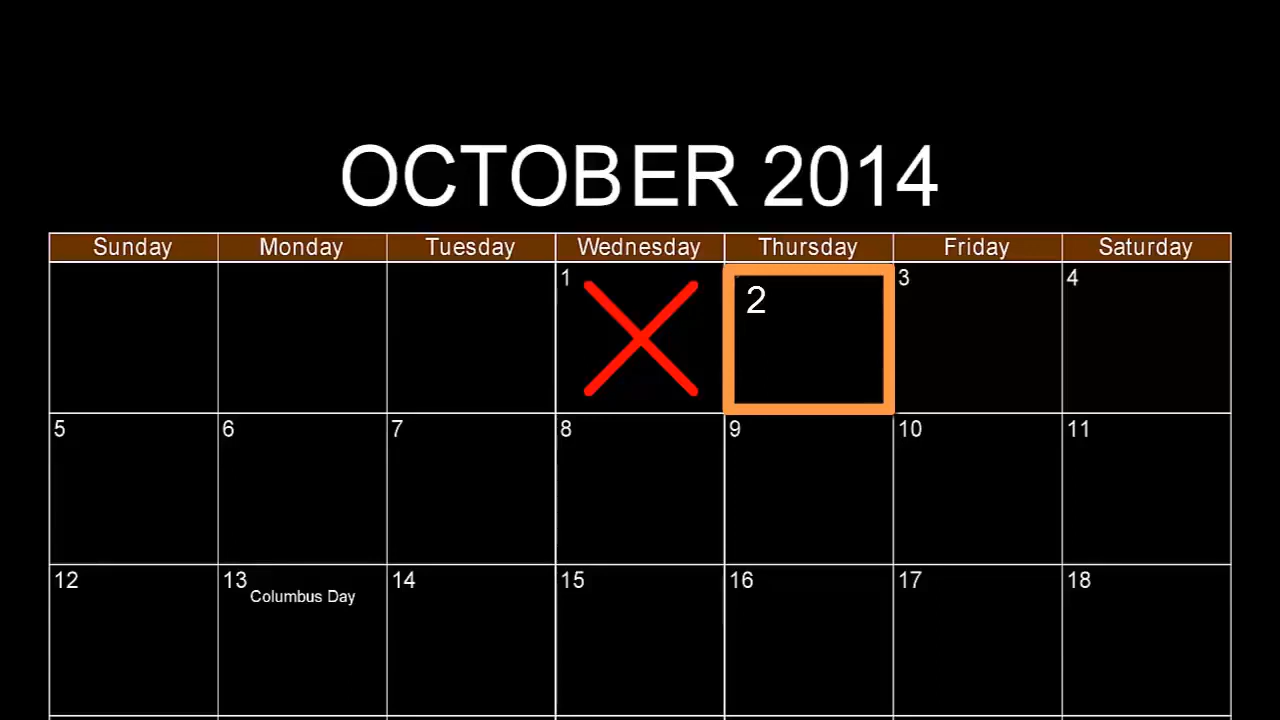 OCTOBER 2014
Sunday Monday Tuesday Wednesday Thursday Friday Saturday
1 2 3 4
5 6 7 8 9 10 11
12 13 14 15 16 17 18
Columbus Day